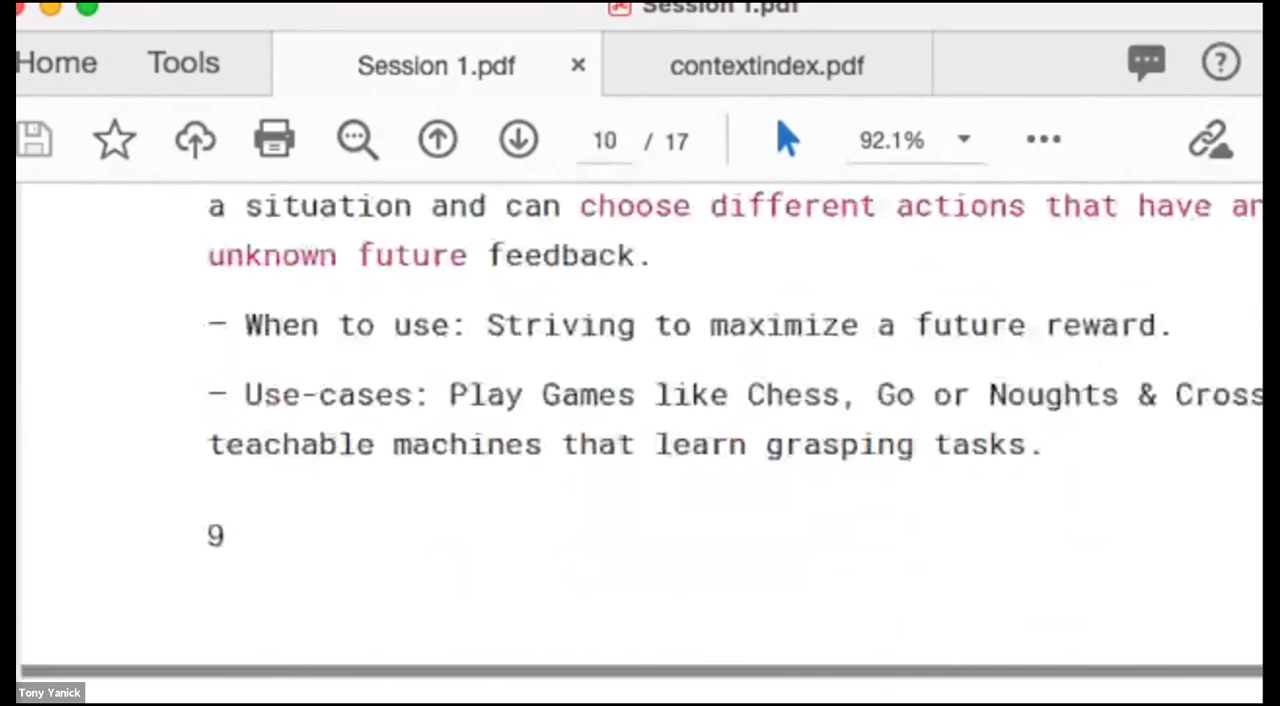 Session 1.pdf
Home Tools Session 1.pdf × contextindex.pdf
10 / 17 92.1%
a situation and can choose different actions that have an
unknown future feedback.
— When to use: Striving to maximize a future reward.
— Use-cases: Play Games like Chess, Go or Noughts & Cross
teachable machines that learn grasping tasks.
9
Tony Yanick